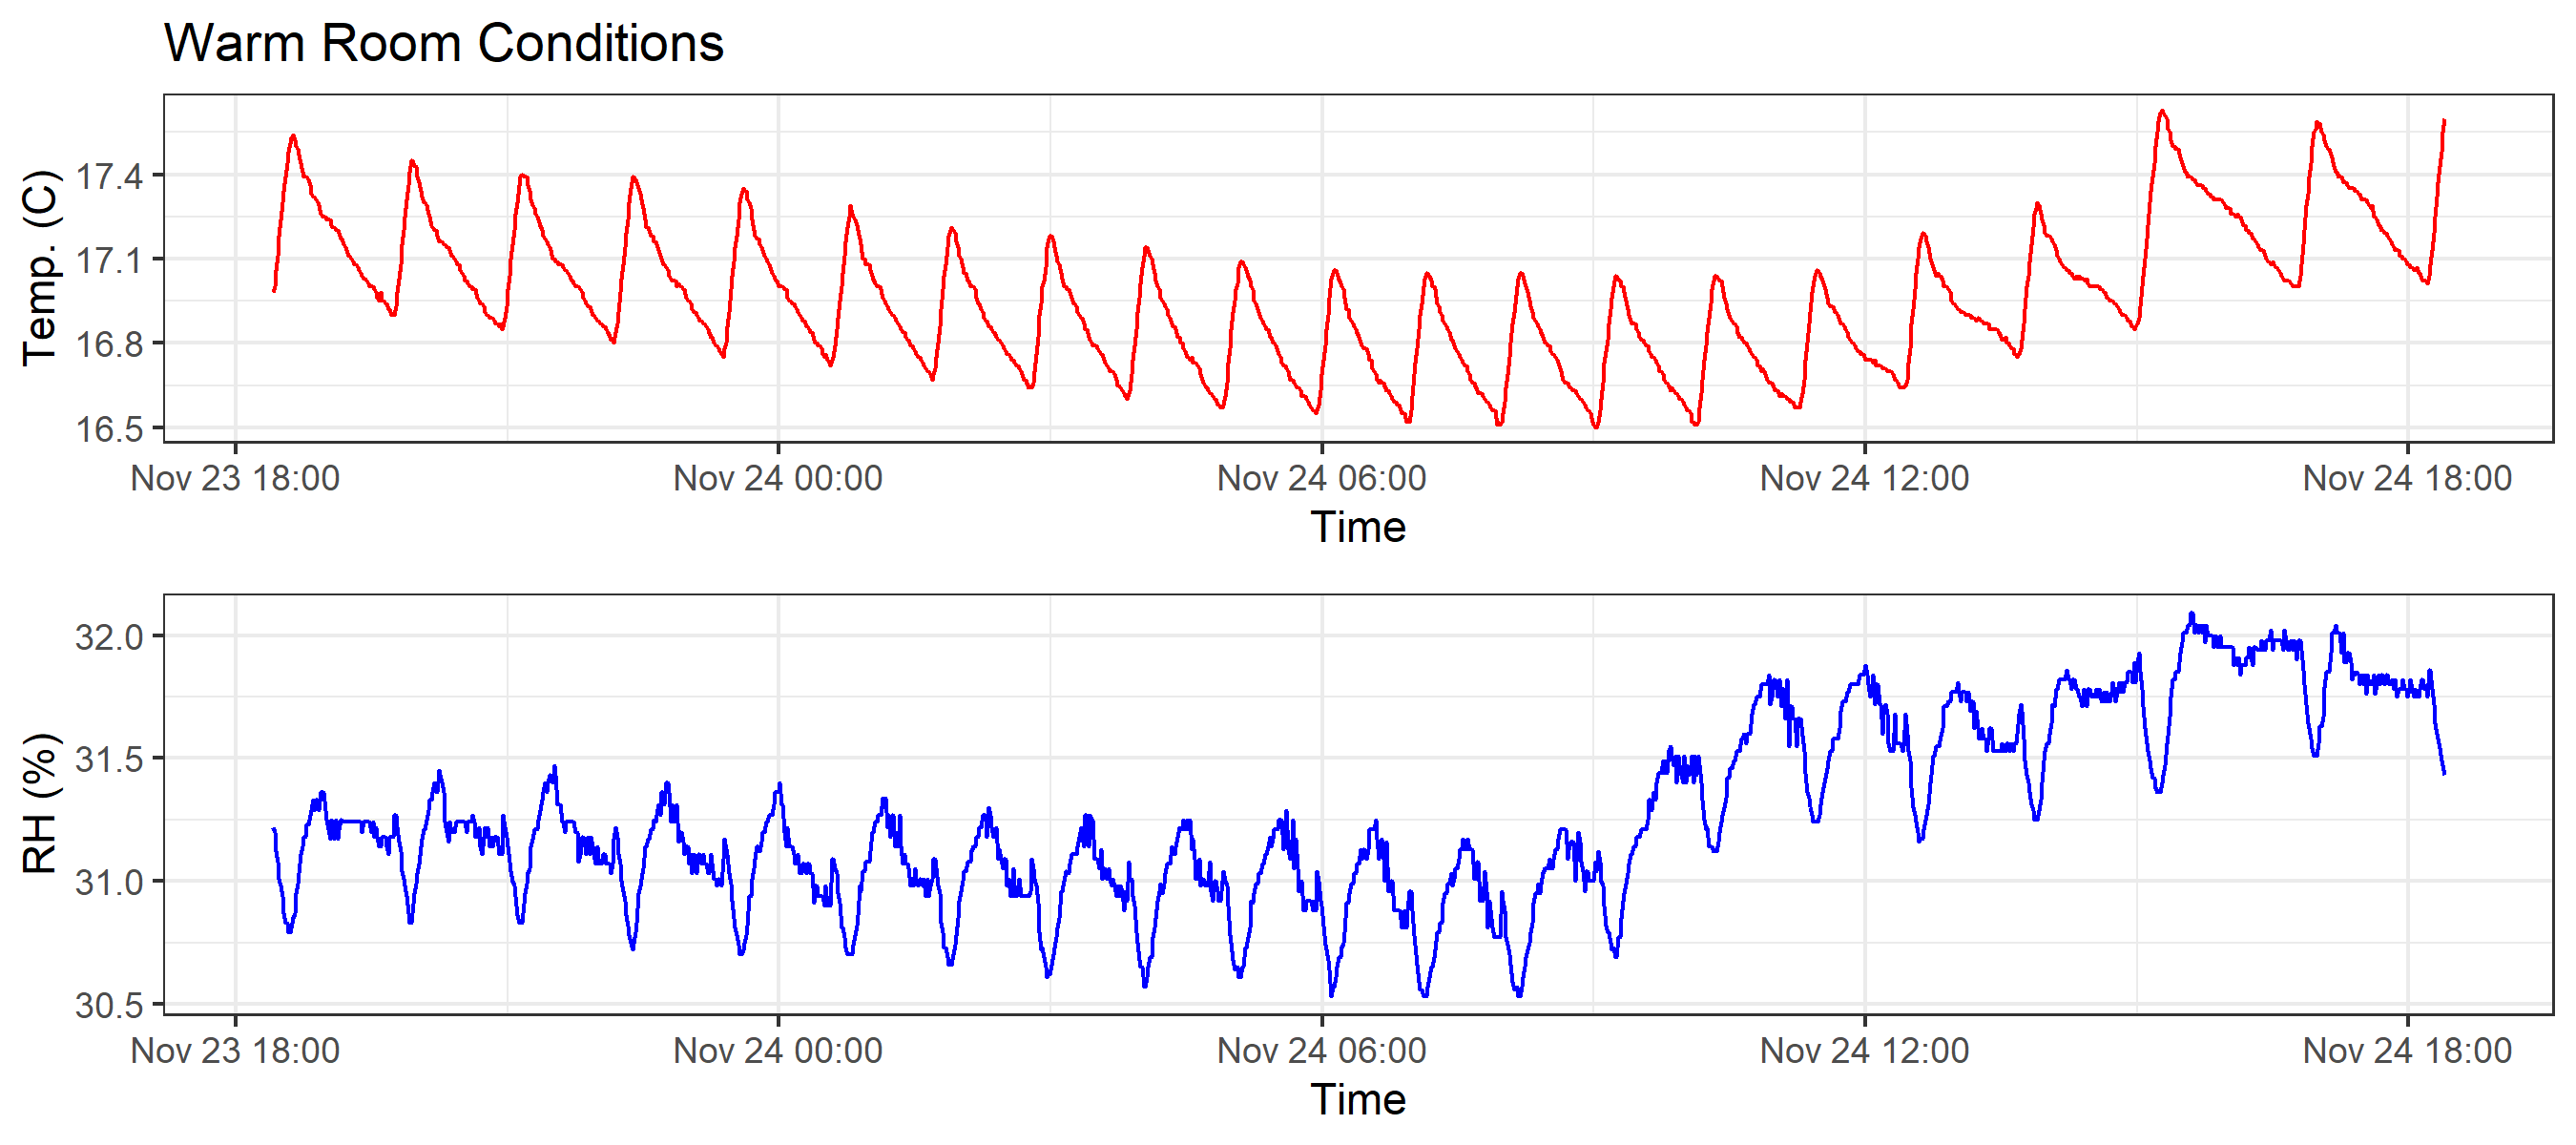 Warm Room Conditions
Temp. (C)
17.4
17.1
16.8
16.5
Nov 23 18:00 Nov 24 00:00 Nov 24 06:00 Nov 24 12:00 Nov 24 18:00
Time
RH (%)
32.0
31.5
31.0
30.5
Nov 23 18:00 Nov 24 00:00 Nov 24 06:00 Nov 24 12:00 Nov 24 18:00
Time